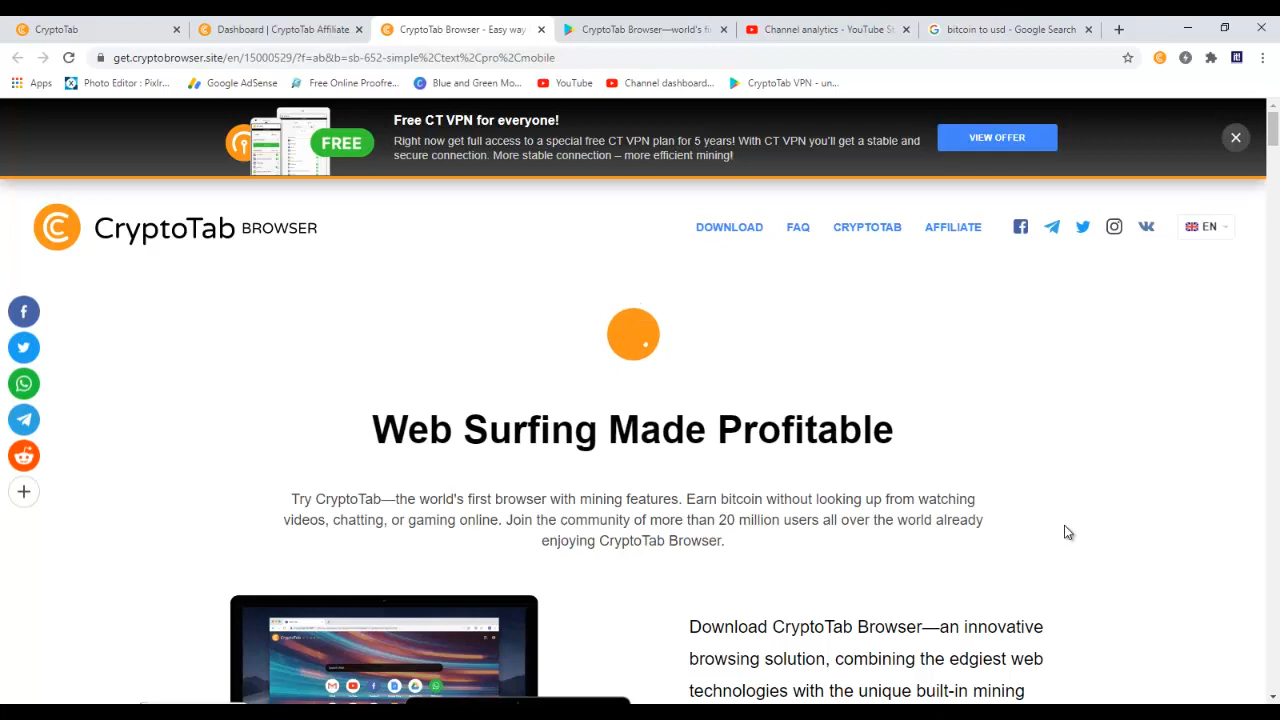 CryptoTab
Dashboard | CryptoTab Affiliate
CryptoTab Browser - Easy way
CryptoTab Browser—world's fi
Channel analytics - YouTube St
bitcoin to usd - Google Search
get.cryptobrowser.site/en/15000529/?f=ab&b=sb-652-simple%2Ctext%2Cpro%2Cmobile
Apps
Photo Editor : Pixlr...
Google AdSense
Free Online Proofre...
Blue and Green Mo...
YouTube
Channel dashboard...
CryptoTab VPN - un...
Free CT VPN for everyone!
FREE
Right now get full access to a special free CT VPN plan for 3 regions! With CT VPN you'll get a stable and
secure connection. More stable connection – more efficient mining!
VIEW OFFER
CryptoTab BROWSER
DOWNLOAD
FAQ
CRYPTOTAB
AFFILIATE
EN
Web Surfing Made Profitable
Try CryptoTab—the world's first browser with mining features. Earn bitcoin without looking up from watching
videos, chatting, or gaming online. Join the community of more than 20 million users all over the world already
enjoying CryptoTab Browser.
Download CryptoTab Browser—an innovative
browsing solution, combining the edgiest web
technologies with the unique built-in mining